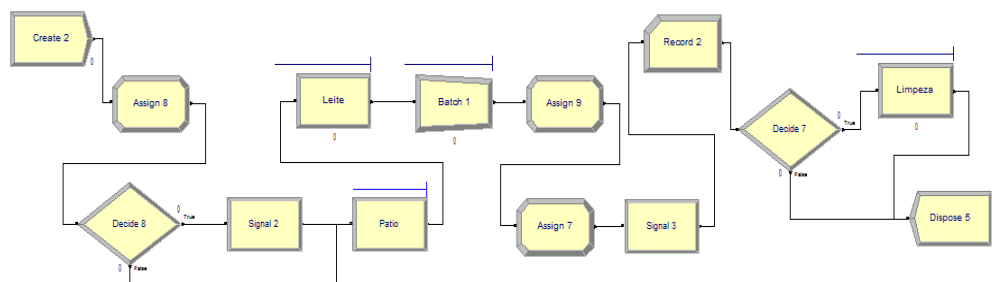 Create 2
0
Assign 8
Decide 8
0
True
0
False
Signal 2
Patio
Leite
0
Batch 1
0
Assign 9
Assign 7
Signal 3
Record 2
Decide 7
0
True
0
False
Limpeza
0
Dispose 5
0